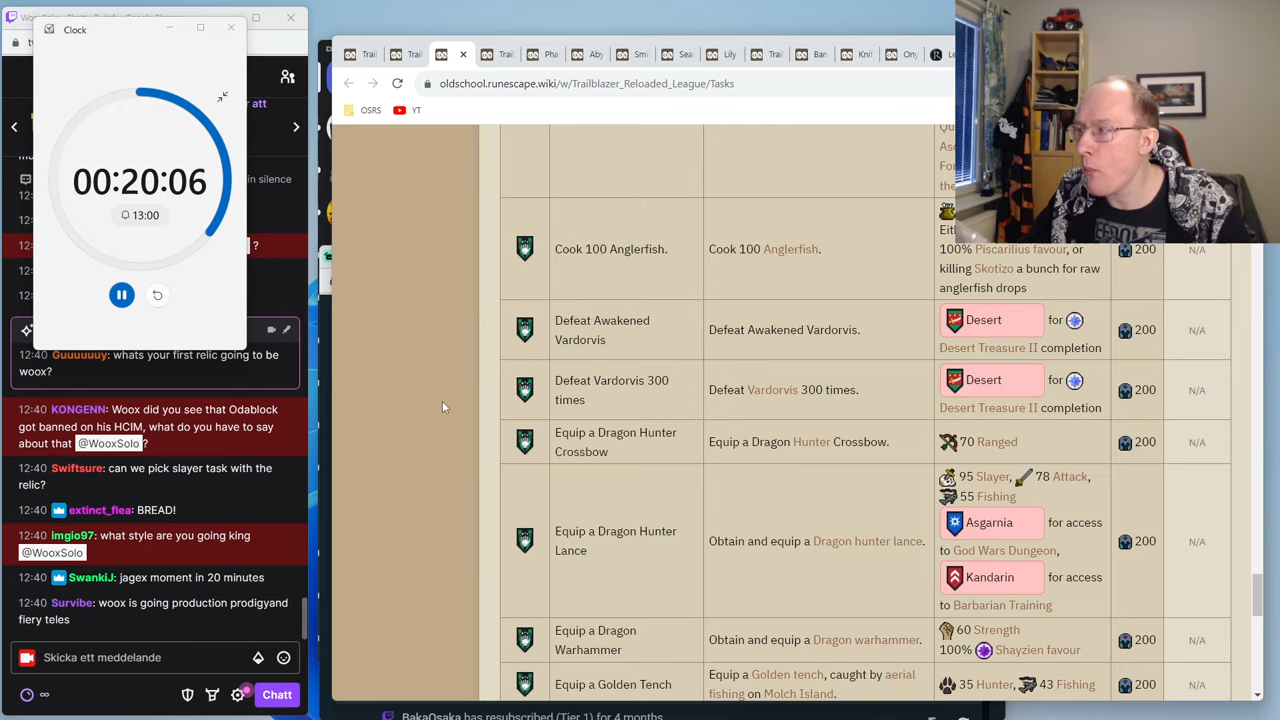 Clock
00:20:06
13:00
in silence
12:40 Guuuuuuy: whats your first relic going to be
woox?
12:40 KONGENN: Woox did you see that Odablock
got banned on his HCIM, what do you have to say
about that @WooxSolo ?
12:40 Swiftsure: can we pick slayer task with the
relic?
12:40 extinct_flea: BREAD!
12:40 imgio97: what style are you going king
@WooxSolo
12:40 SwankiJ: jagex moment in 20 minutes
12:40 Survibe: woox is going production prodigyand
fiery teles
Skicka ett meddelande
Chatt
oldschool.runescape.wiki/w/Trailblazer_Reloaded_League/Tasks
OSRS YT
Cook 100 Anglerfish. Cook 100 Anglerfish.
100% Piscarilius favour, or
killing Skotizo a bunch for raw
anglerfish drops
200 N/A
Defeat Awakened
Vardorvis
Defeat Awakened Vardorvis.
Desert for
Desert Treasure II completion
200 N/A
Defeat Vardorvis 300
times
Defeat Vardorvis 300 times.
Desert for
Desert Treasure II completion
200 N/A
Equip a Dragon Hunter
Crossbow
Equip a Dragon Hunter Crossbow.
70 Ranged
200 N/A
Equip a Dragon Hunter
Lance
Obtain and equip a Dragon hunter lance.
95 Slayer, 78 Attack,
55 Fishing
Asgarnia for access
to God Wars Dungeon,
Kandarin for access
to Barbarian Training
200 N/A
Equip a Dragon
Warhammer
Obtain and equip a Dragon warhammer.
60 Strength
100% Shayzien favour
200 N/A
Equip a Golden Tench
Equip a Golden tench, caught by aerial
fishing on Molch Island.
35 Hunter, 43 Fishing
200 N/A
BakaOsaka has resubscribed (Tier 1) for 4 months